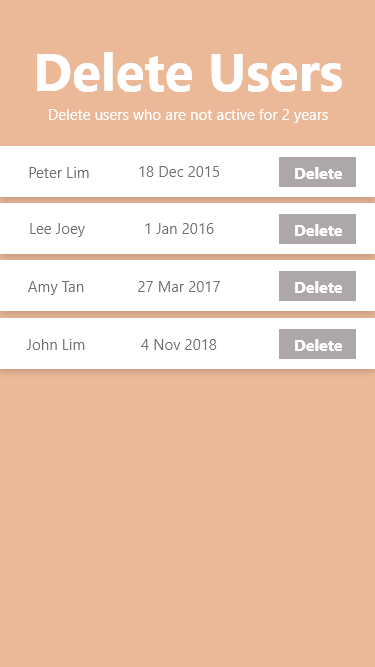 Delete Users
Delete users who are not active for 2 years
Peter Lim 18 Dec 2015 Delete
Lee Joey 1 Jan 2016 Delete
Amy Tan 27 Mar 2017 Delete
John Lim 4 Nov 2018 Delete